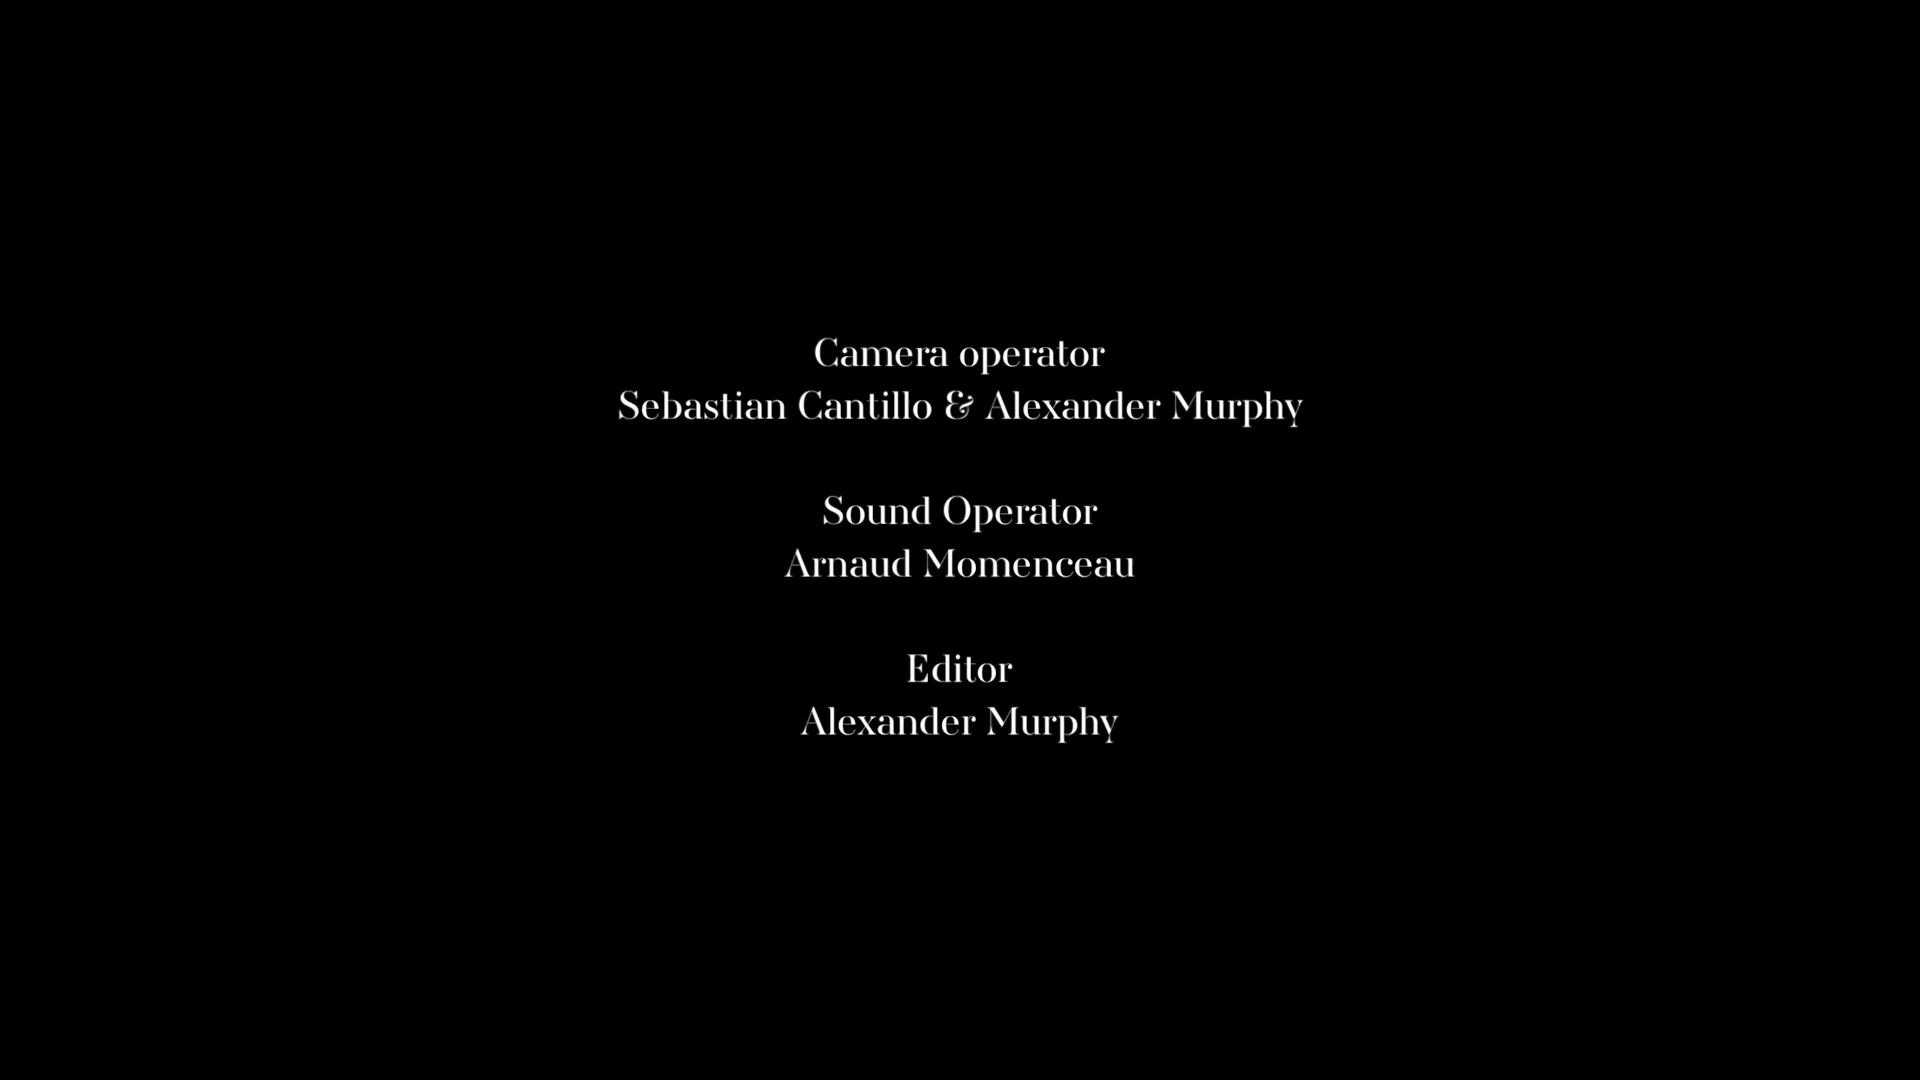 Camera operator
Sebastian Cantillo & Alexander Murphy
Sound Operator
Arnaud Momenceau
Editor
Alexander Murphy